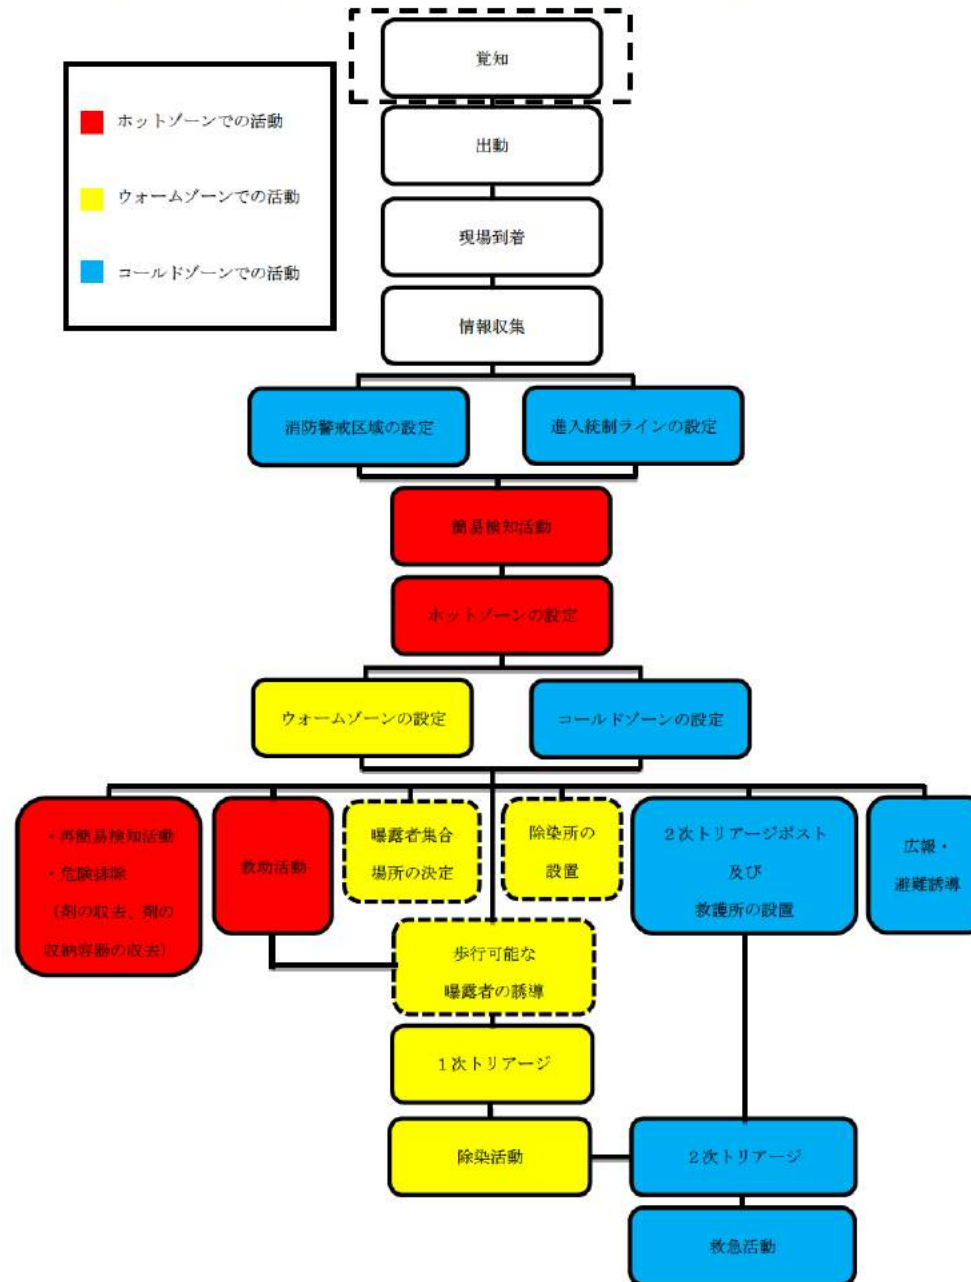 覚知
ホットゾーンでの活動
ウォームゾーンでの活動
コールドゾーンでの活動
出動
現場到着
情報収集
消防警戒区域の設定
進入統制ラインの設定
簡易検知活動
ホットゾーンの設定
ウォームゾーンの設定
コールドゾーンの設定
・再簡易検知活動
・危険排除
（剤の収去、剤の
収納容器の収去）
救助活動
曝露者集合
場所の決定
除染所の
設置
２次トリアージポスト
及び
救護所の設置
広報・
避難誘導
歩行可能な
曝露者の誘導
１次トリアージ
除染活動
２次トリアージ
救急活動